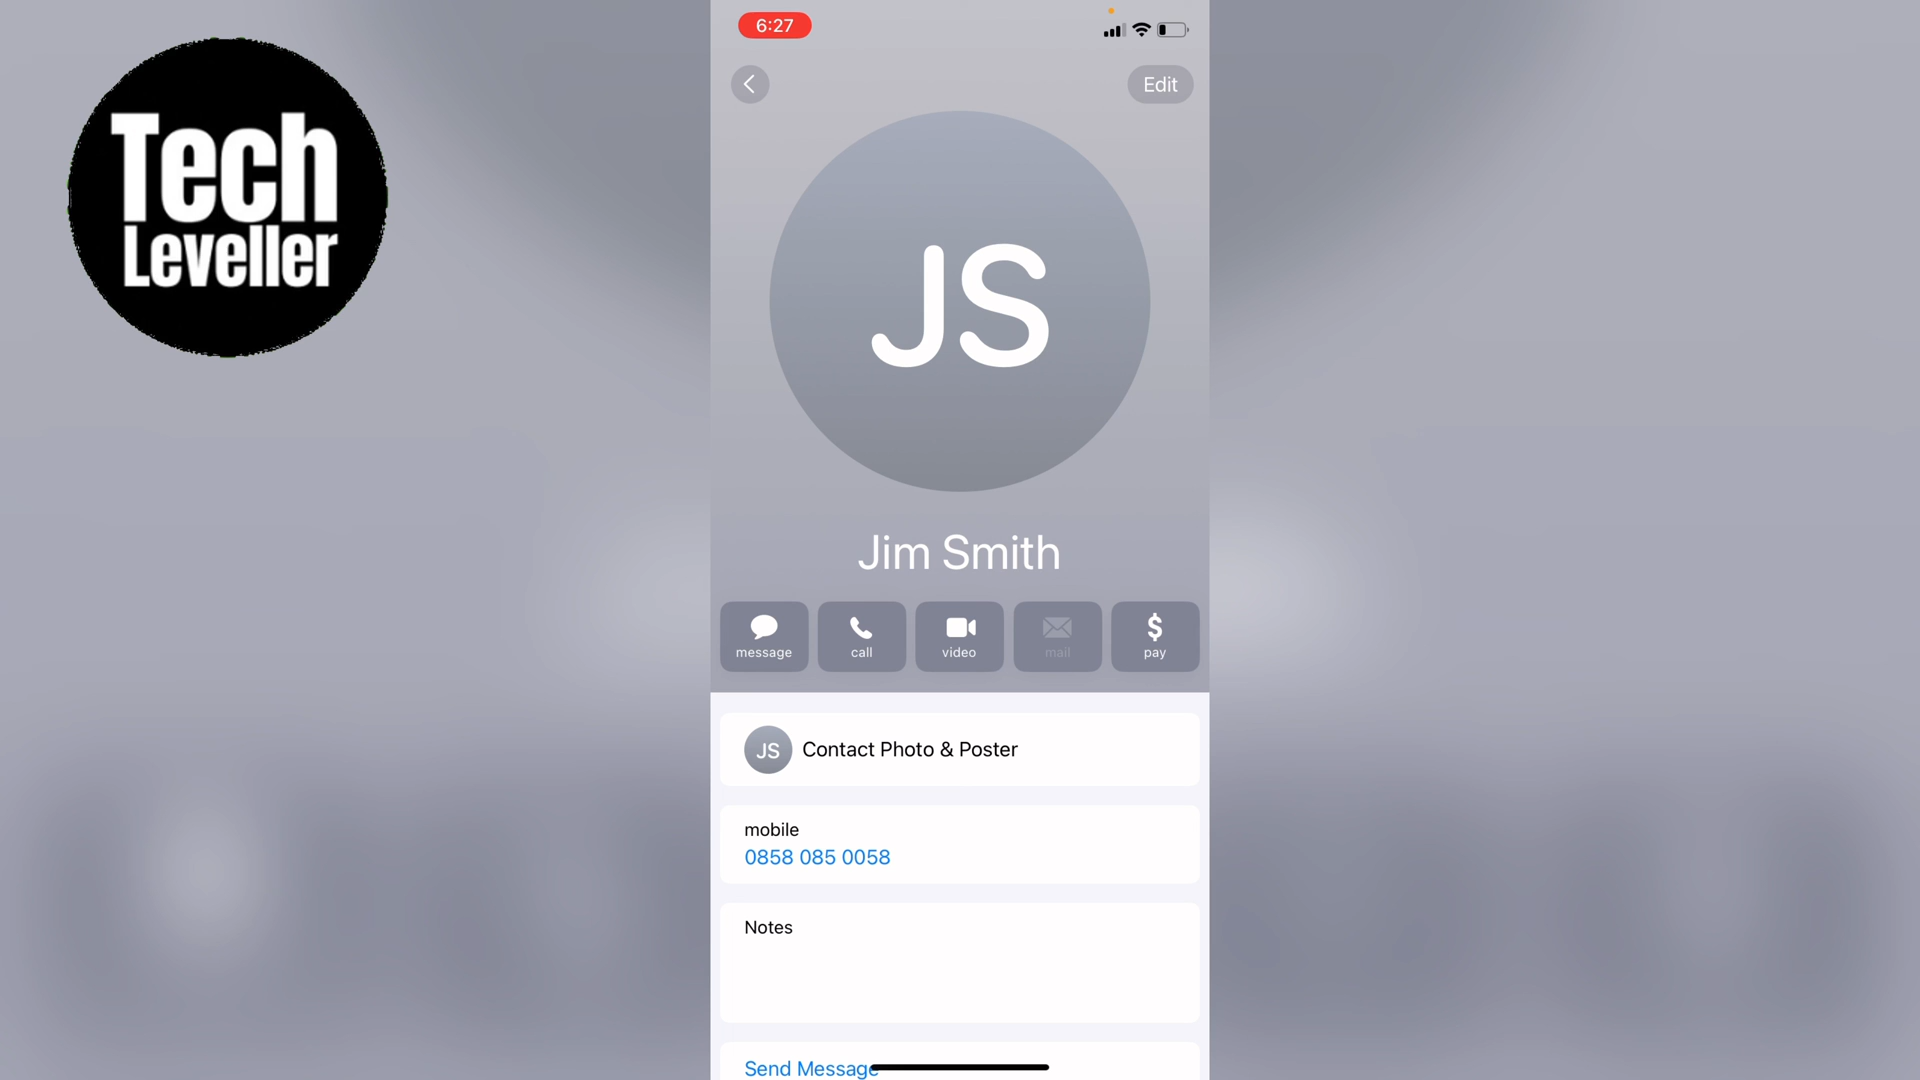 Tech
Leveller
6:27
Edit
JS
Jim Smith
message
call
video
mail
$
pay
JS
Contact Photo & Poster
mobile
0858 085 0058
Notes
Send Message